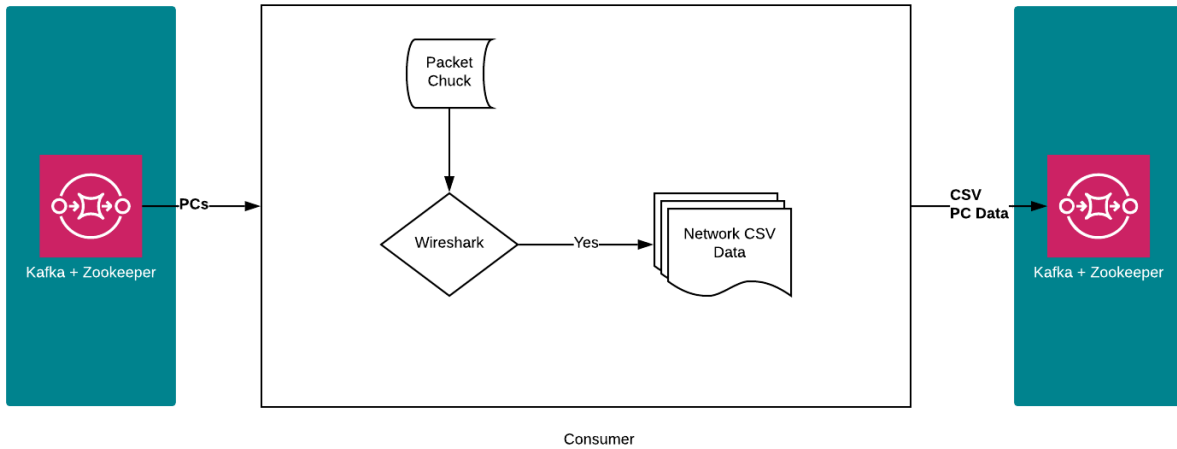 Packet
Chuck
PCs
Wireshark
Yes
Network CSV
Data
CSV
PC Data
Kafka + Zookeeper
Kafka + Zookeeper
Consumer